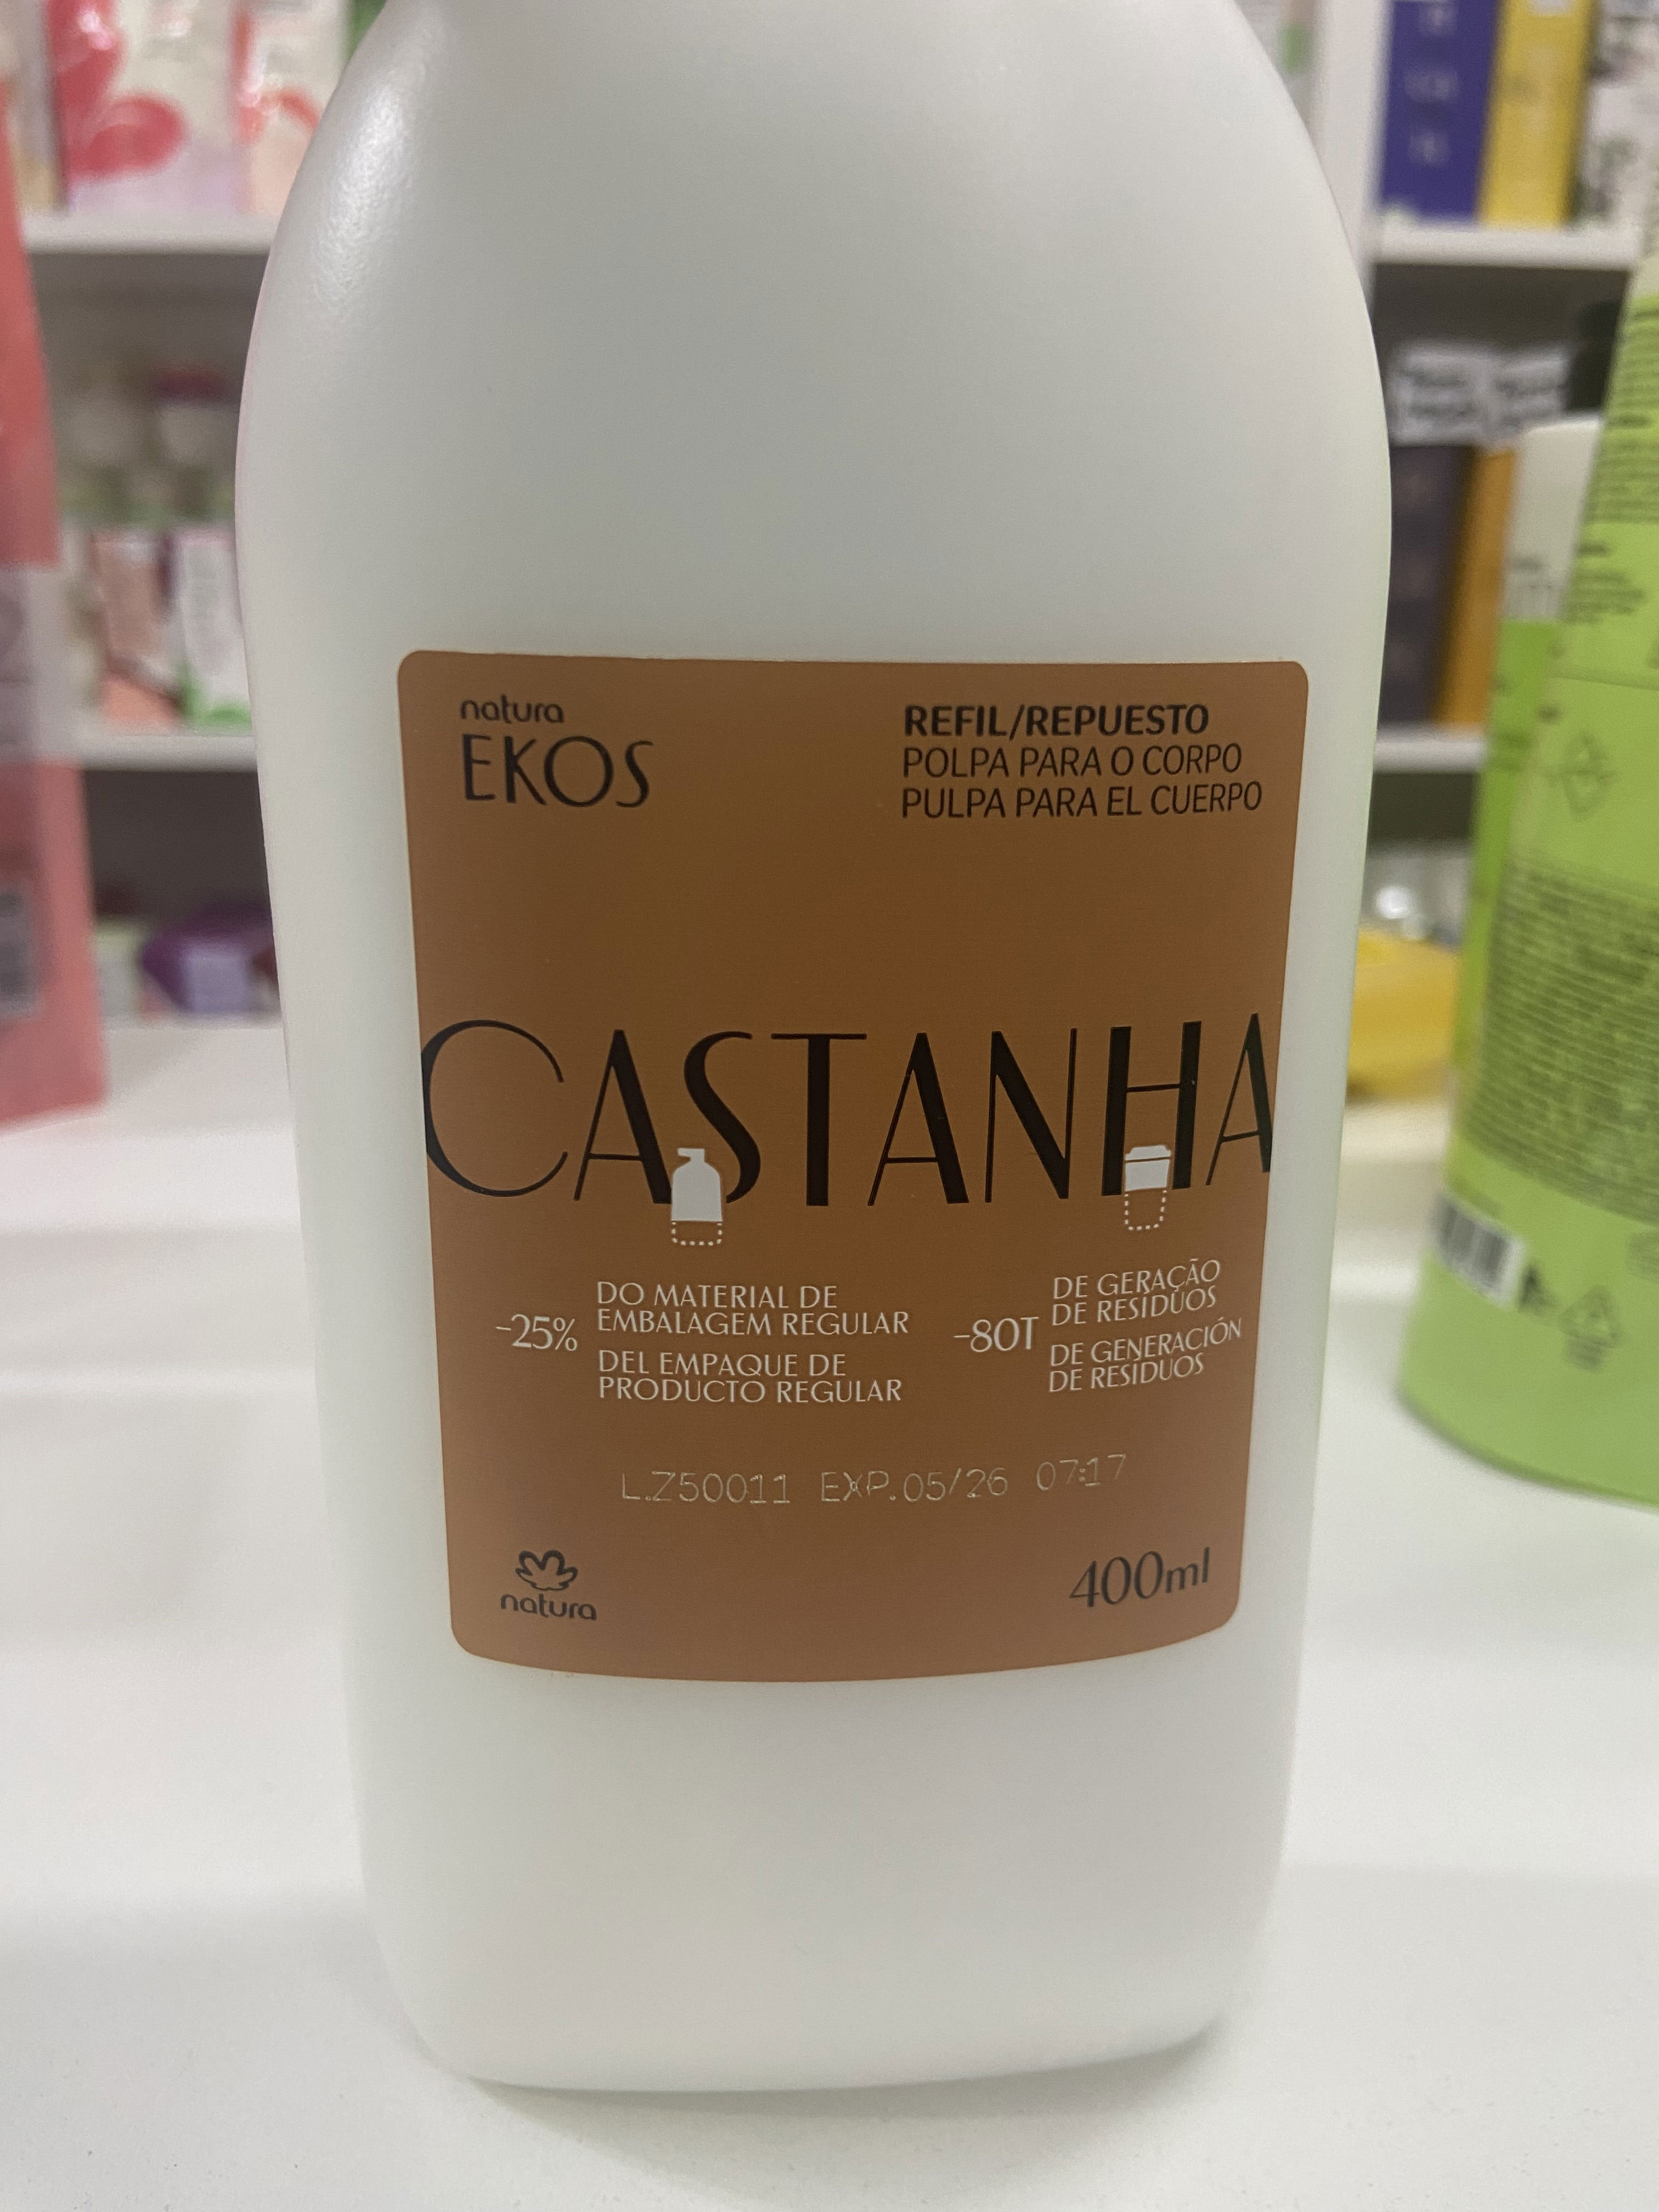 natura
EKOS
REFIL/REPUESTO
POLPA PARA O CORPO
PULPA PARA EL CUERPO
CASTANHA
-25%
DO MATERIAL DE
EMBALAGEM REGULAR
DEL EMPAQUE DE
PRODUCTO REGULAR
-80T
DE GERAÇÃO
DE RESÍDUOS
DE GENERACIÓN
DE RESIDUOS
L.Z50011 EXP.05/26 07:17
natura
400ml